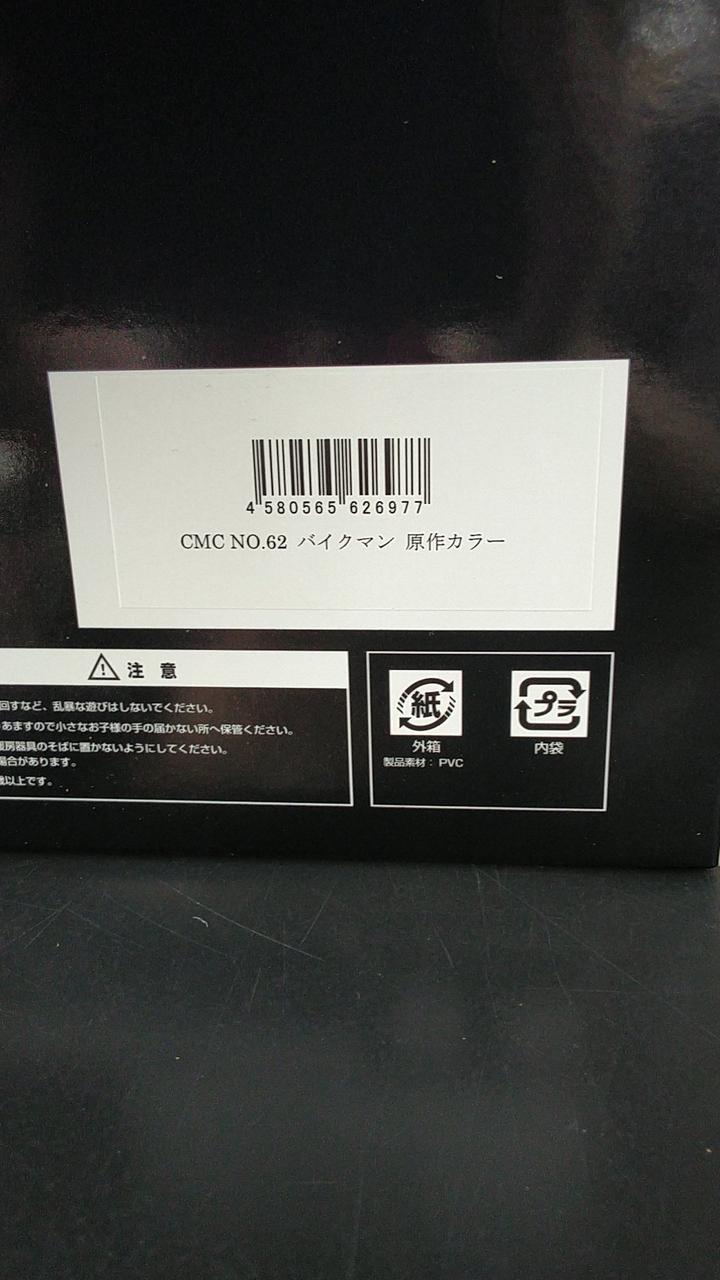 4 580565 626977
CMC NO.62 バイクマン 原作カラー
注 意
回すなど、乱暴な遊びはしないでください。
あますので小さなお子様の手の届かない所へ保管ください。
房器具のそばに置かないようにしてください。
場合があります。
歳以上です。
紙
プラ
外箱
内袋
製品素材：PVC